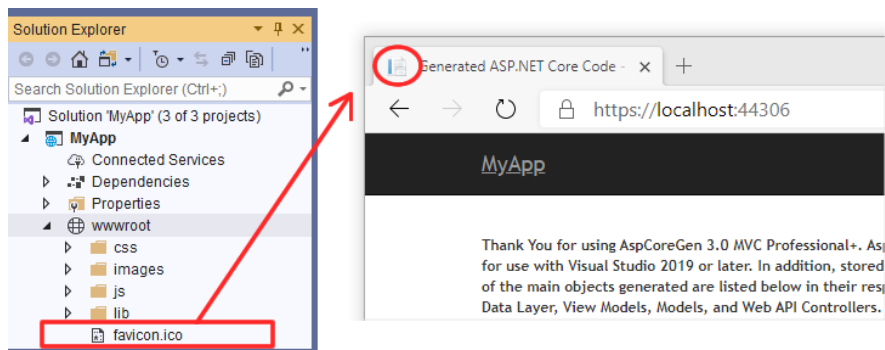 Solution Explorer
Search Solution Explorer (Ctrl+;)
Solution 'MyApp' (3 of 3 projects)
MyApp
Connected Services
Dependencies
Properties
wwwroot
css
images
js
lib
favicon.ico
Generated ASP.NET Core Code -
https://localhost:44306
MyApp
Thank You for using AspCoreGen 3.0 MVC Professional+. Asp
for use with Visual Studio 2019 or later. In addition, stored
of the main objects generated are listed below in their resp
Data Layer, View Models, Models, and Web API Controllers.